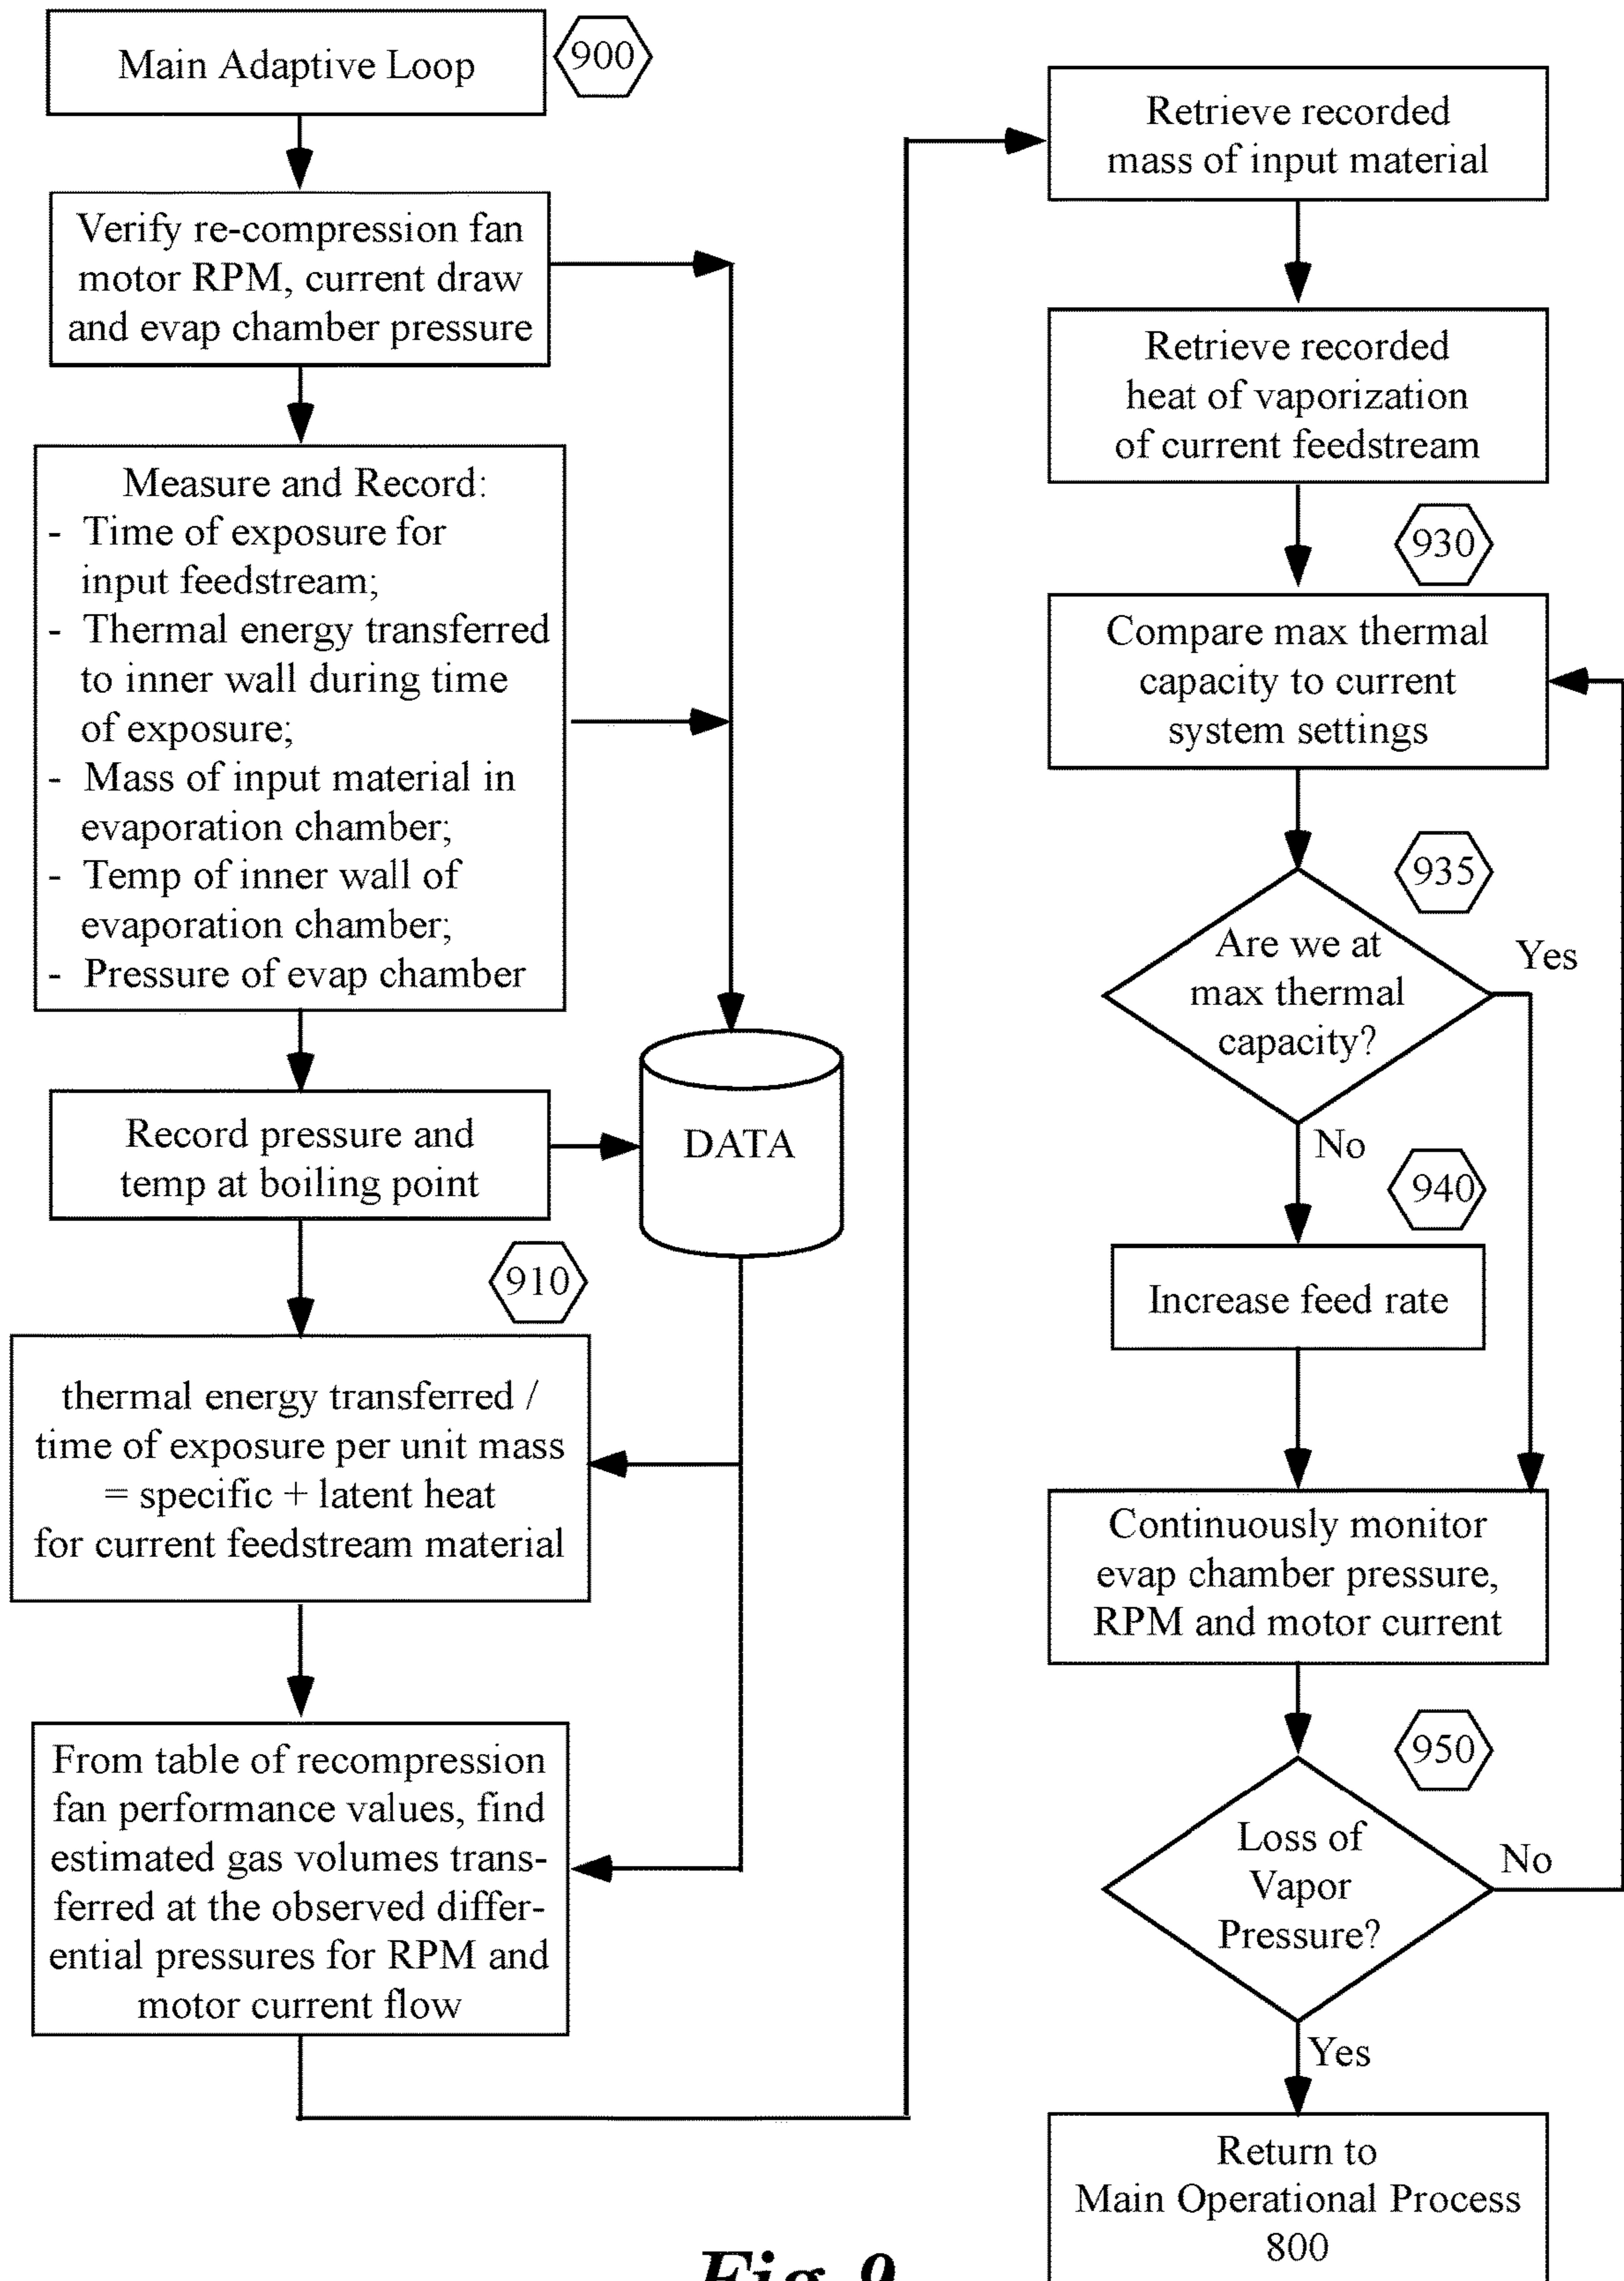 Main Adaptive Loop
900
Verify re-compression fan
motor RPM, current draw
and evap chamber pressure
Measure and Record:
- Time of exposure for
input feedstream;
- Thermal energy transferred
to inner wall during time
of exposure;
- Mass of input material in
evaporation chamber;
- Temp of inner wall of
evaporation chamber;
- Pressure of evap chamber
Record pressure and
temp at boiling point
DATA
910
thermal energy transferred /
time of exposure per unit mass
= specific + latent heat
for current feedstream material
From table of recompression
fan performance values, find
estimated gas volumes trans-
ferred at the observed differ-
ential pressures for RPM and
motor current flow
Retrieve recorded
mass of input material
Retrieve recorded
heat of vaporization
of current feedstream
930
Compare max thermal
capacity to current
system settings
935
Are we at
max thermal
capacity?
Yes
No
940
Increase feed rate
Continuously monitor
evap chamber pressure,
RPM and motor current
950
Loss of
Vapor
Pressure?
No
Yes
Return to
Main Operational Process
800
Fig 9